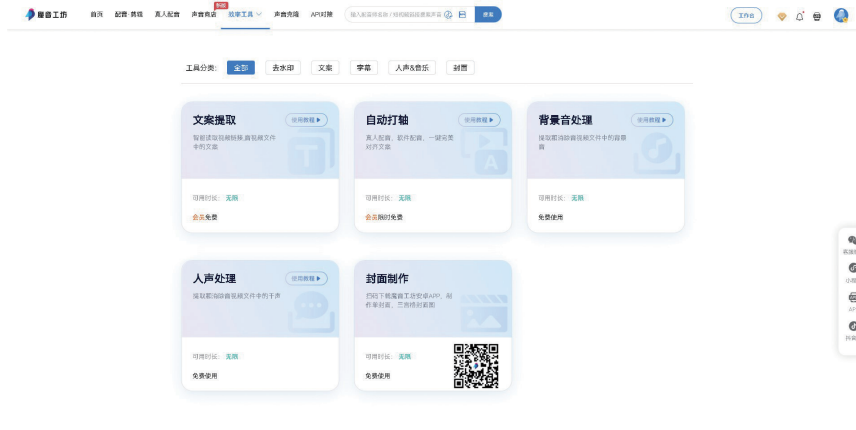 魔音工坊
首页
配音·剪辑
真人配音
声音商店
效率工具
声音克隆
API对接
搜索
工作台
工具分类:
全部
去水印
文案
字幕
人声&音乐
封面
文案提取
使用教程
智能读取视频链接,音视频文件
中的文案
可用时长: 无限
会员免费
自动打轴
使用教程
真人配音、软件配音,一键完美
对齐文案
可用时长: 无限
会员限时免费
背景音处理
使用教程
提取或消除音视频文件中的背景
音
可用时长: 无限
免费使用
人声处理
使用教程
提取或消除音视频文件中的干声
可用时长: 无限
免费使用
封面制作
扫码下载魔音工坊安卓APP,制
作单封面、三宫格封面图
可用时长: 无限
免费使用